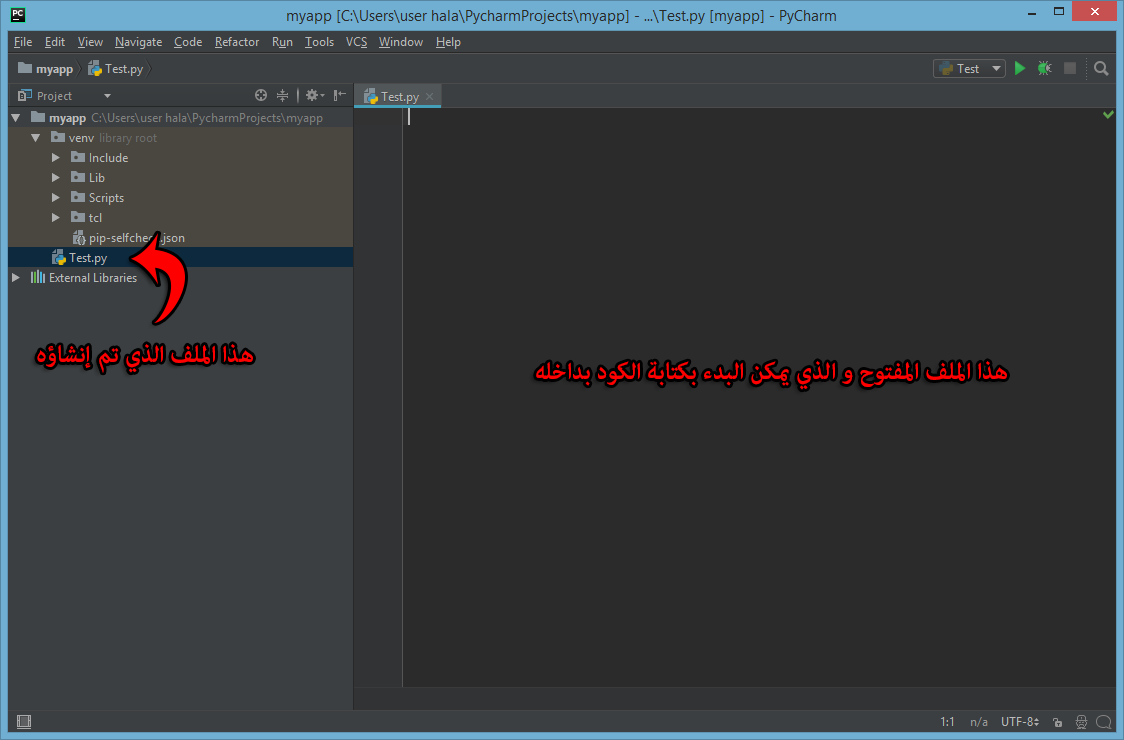 PC
myapp [C:\Users\user hala\PycharmProjects\myapp] - ...\Test.py [myapp] - PyCharm
File Edit View Navigate Code Refactor Run Tools VCS Window Help
myapp Test.py
Test
Project
Test.py
myapp C:\Users\user hala\PycharmProjects\myapp
venv library root
Include
Lib
Scripts
tcl
pip-selfcheck.json
Test.py
External Libraries
هذا الملف الذي تم إنشاؤه
هذا الملف المفتوح و الذي يمكن البدء بكتابة الكود بداخله
1:1 n/a UTF-8